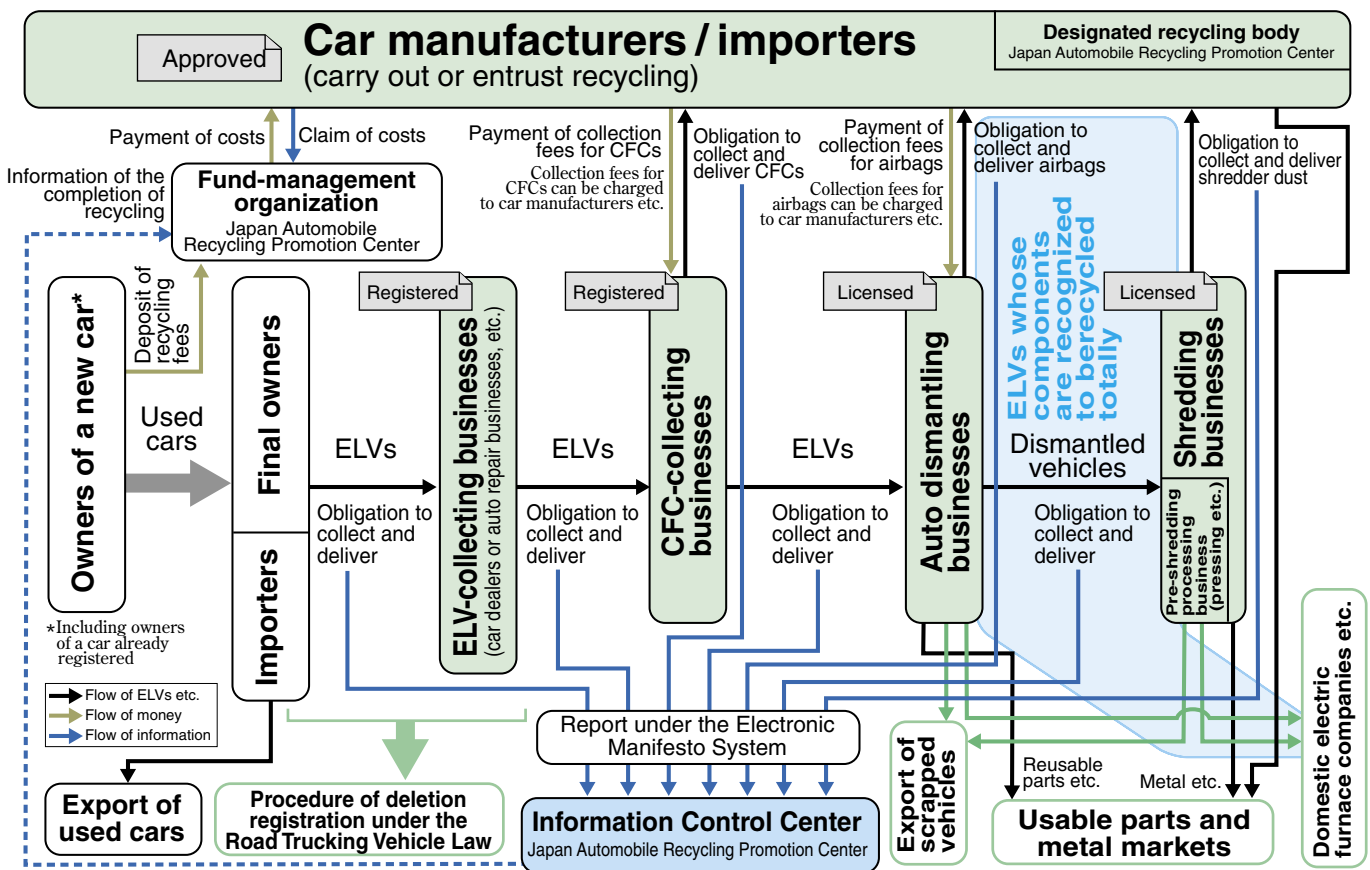 Approved
Car manufacturers / importers
(carry out or entrust recycling)
Designated recycling body
Japan Automobile Recycling Promotion Center
Payment of costs
Claim of costs
Information of the
completion of
recycling
Fund-management
organization
Japan Automobile
Recycling Promotion Center
Payment of collection
fees for CFCs
Collection fees for
CFCs can be charged
to car manufacturers etc.
Obligation to
collect and
deliver CFCs
Payment of
collection fees
for airbags
Collection fees for
airbags can be charged
to car manufacturers etc.
Obligation to
collect and
deliver airbags
Obligation to
collect and deliver
shredder dust
Owners of a new car*
Deposit of
recycling
fees
Used
cars
Final owners
Importers
ELVs
Obligation to
collect and
deliver
Registered
ELV-collecting businesses
(car dealers or auto repair businesses, etc.)
ELVs
Obligation to
collect and
deliver
Registered
CFC-collecting
businesses
ELVs
Obligation to
collect and
deliver
Licensed
Auto dismantling
businesses
ELVs whose
components
are recognized
to berecycled
totally
Dismantled
vehicles
Obligation to
collect and
deliver
Licensed
Shredding
businesses
Pre-shredding
processing
business
(pressing etc.)
*Including owners
of a car already
registered
Flow of ELVs etc.
Flow of money
Flow of information
Export of
used cars
Procedure of deletion
registration under the
Road Trucking Vehicle Law
Report under the Electronic
Manifesto System
Information Control Center
Japan Automobile Recycling Promotion Center
Export of
scrapped
vehicles
Reusable
parts etc.
Metal etc.
Usable parts and
metal markets
Domestic electric
furnace companies etc.